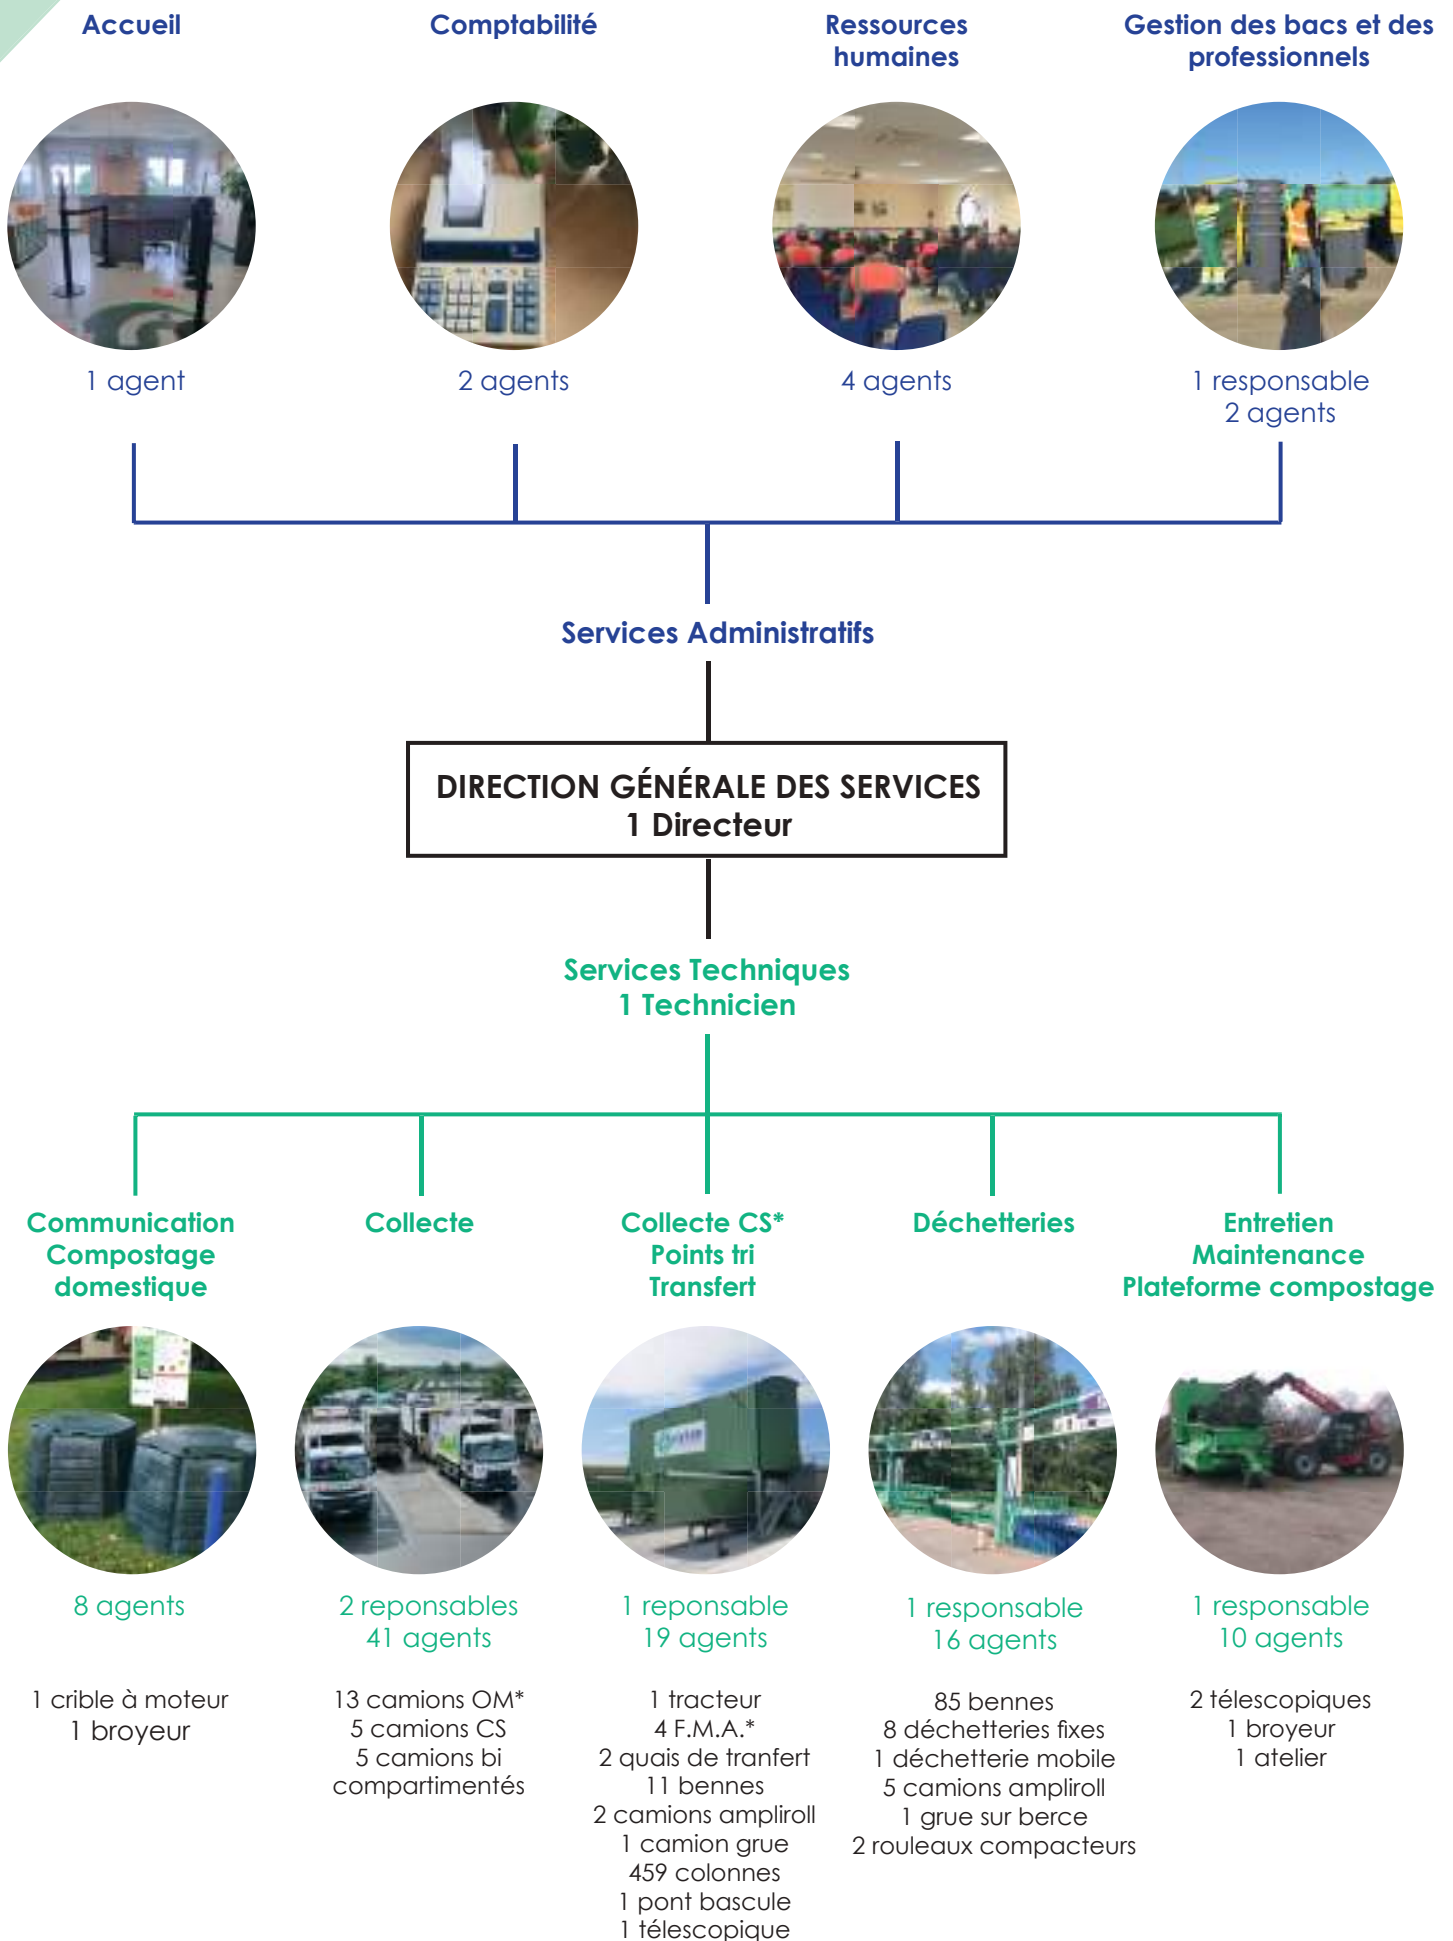 Accueil
Comptabilité
Ressources
humaines
Gestion des bacs et des
professionnels
1 agent
2 agents
4 agents
1 responsable
2 agents
Services Administratifs
DIRECTION GÉNÉRALE DES SERVICES
1 Directeur
Services Techniques
1 Technicien
Communication
Compostage
domestique
Collecte
Collecte CS*
Points tri
Transfert
Déchetteries
Entretien
Maintenance
Plateforme compostage
8 agents
2 reponsables
41 agents
1 reponsable
19 agents
1 responsable
16 agents
1 responsable
10 agents
1 crible à moteur
1 broyeur
13 camions OM*
5 camions CS
5 camions bi
compartimentés
1 tracteur
4 F.M.A.*
2 quais de tranfert
11 bennes
2 camions ampliroll
1 camion grue
459 colonnes
1 pont bascule
1 télescopique
85 bennes
8 déchetteries fixes
1 déchetterie mobile
5 camions ampliroll
1 grue sur berce
2 rouleaux compacteurs
2 télescopiques
1 broyeur
1 atelier